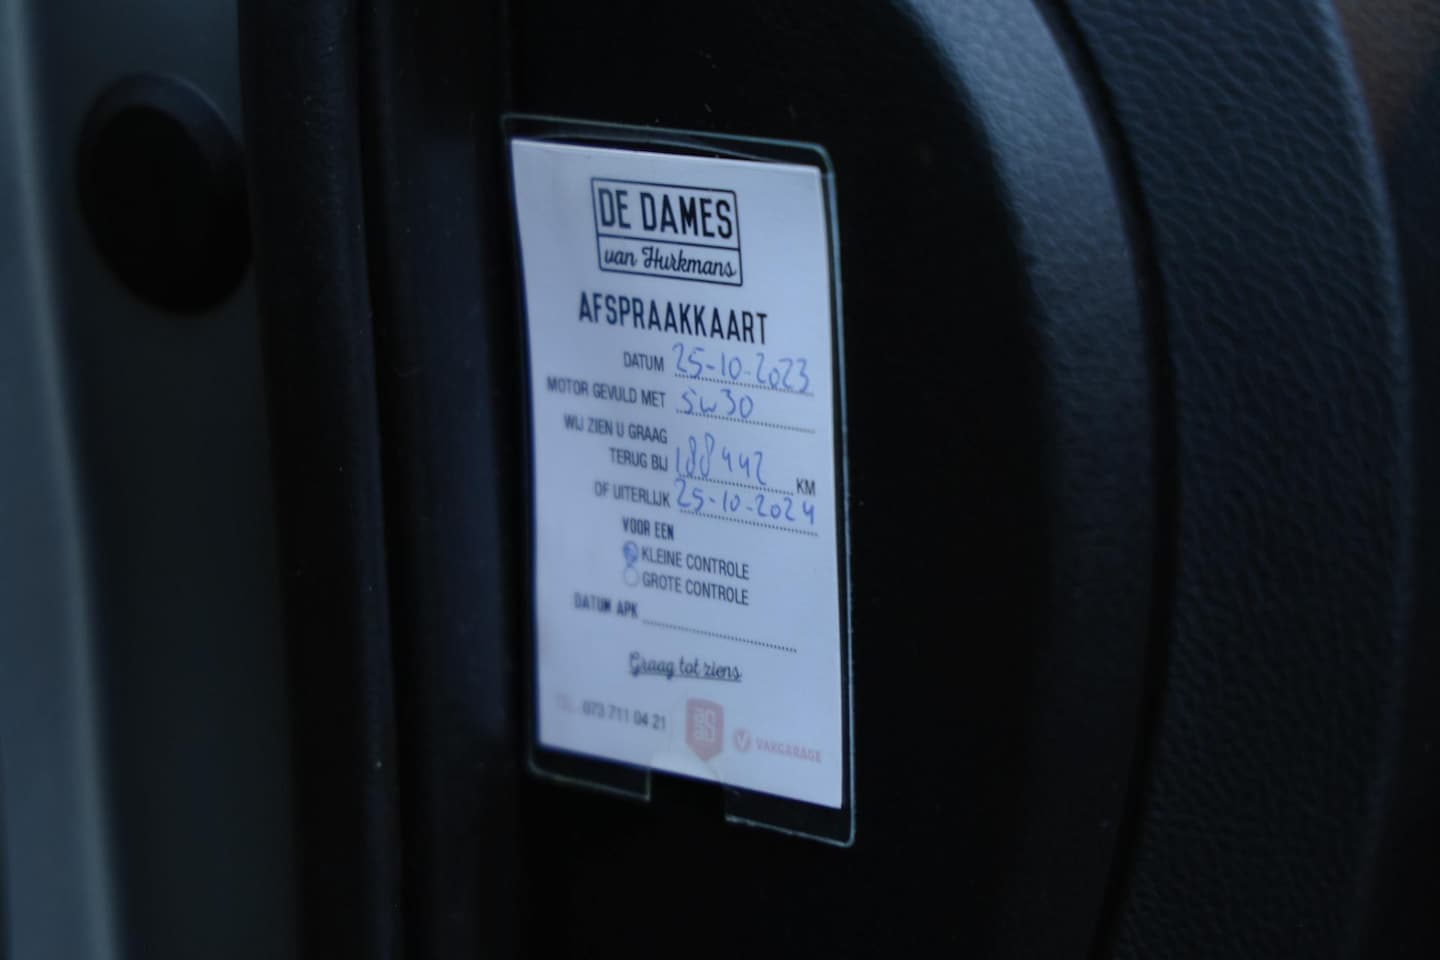 DE DAMES
van Hurkmans
AFSPRAAKKAART
DATUM 25-10-2023
MOTOR GEVULD MET 5w30
WIJ ZIEN U GRAAG
TERUG BIJ 188442 KM
OF UITERLIJK 25-10-2024
VOOR EEN
KLEINE CONTROLE
GROTE CONTROLE
DATUM APK
Graag tot ziens
TEL. 073 711 04 21
VAKGARAGE